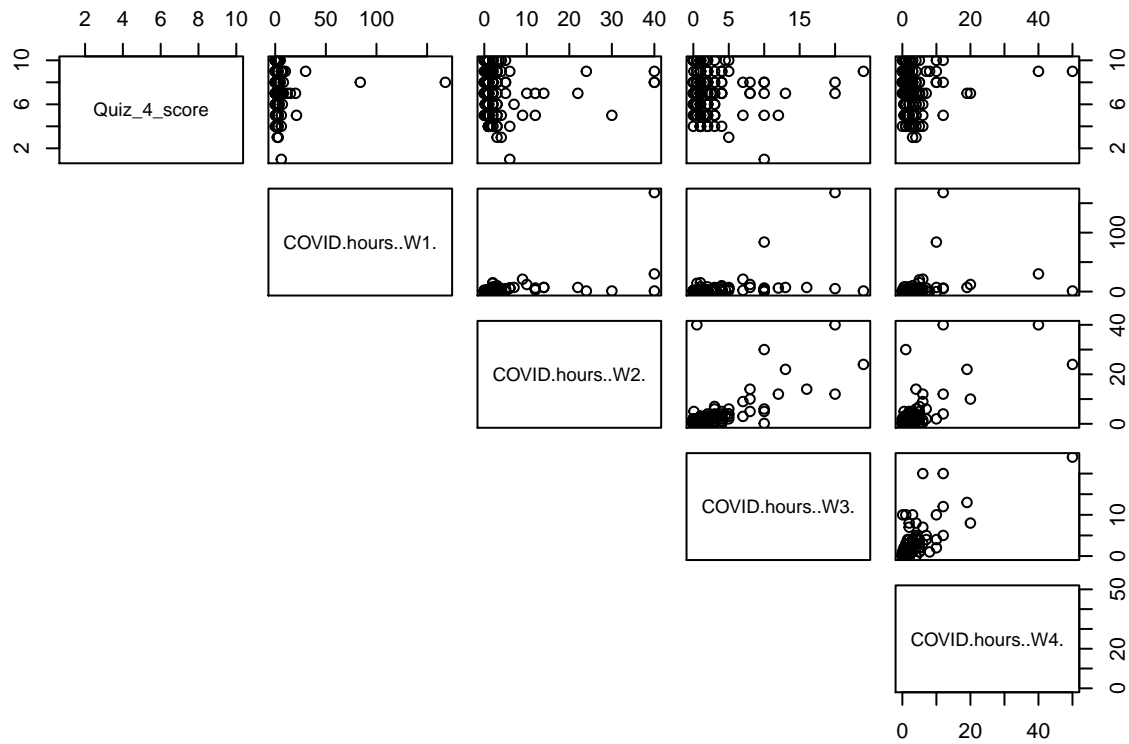 2 4 6 8 10 0 50 100 0 10 20 30 40 0 5 15 0 20 40
Quiz_4_score
2 6 10
2 6 10
COVID.hours..W1.
0 100
COVID.hours..W2.
0 20 40
COVID.hours..W3.
0 10
COVID.hours..W4.
0 20 50
0 20 40